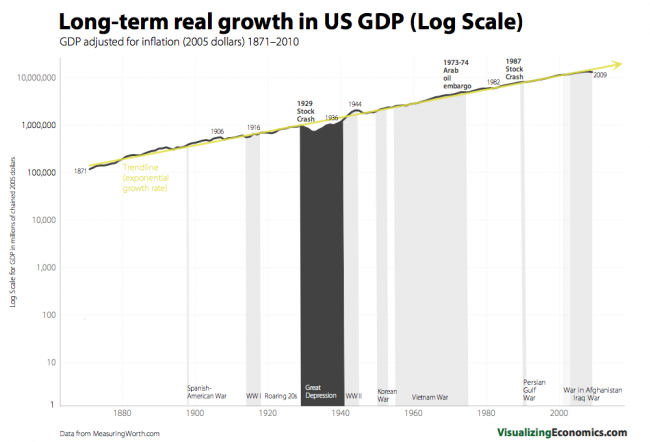 Long-term real growth in US GDP (Log Scale)
GDP adjusted for inflation (2005 dollars) 1871–2010
10,000,000
1,000,000
100,000
10,000
1,000
100
10
1
Log Scale for GDP in millions of chained 2005 dollars
1871
Trendline
(exponential
growth rate)
1906
1916
1929
Stock
Crash
1936
1944
1973-74
Arab
oil
embargo
1982
1987
Stock
Crash
2009
Spanish-
American War
WW I
Roaring 20s
Great
Depression
WW II
Korean
War
Vietnam War
Persian
Gulf
War
War in Afghanistan
Iraq War
1880
1900
1920
1940
1960
1980
2000
Data from MeasuringWorth.com
VisualizingEconomics.com